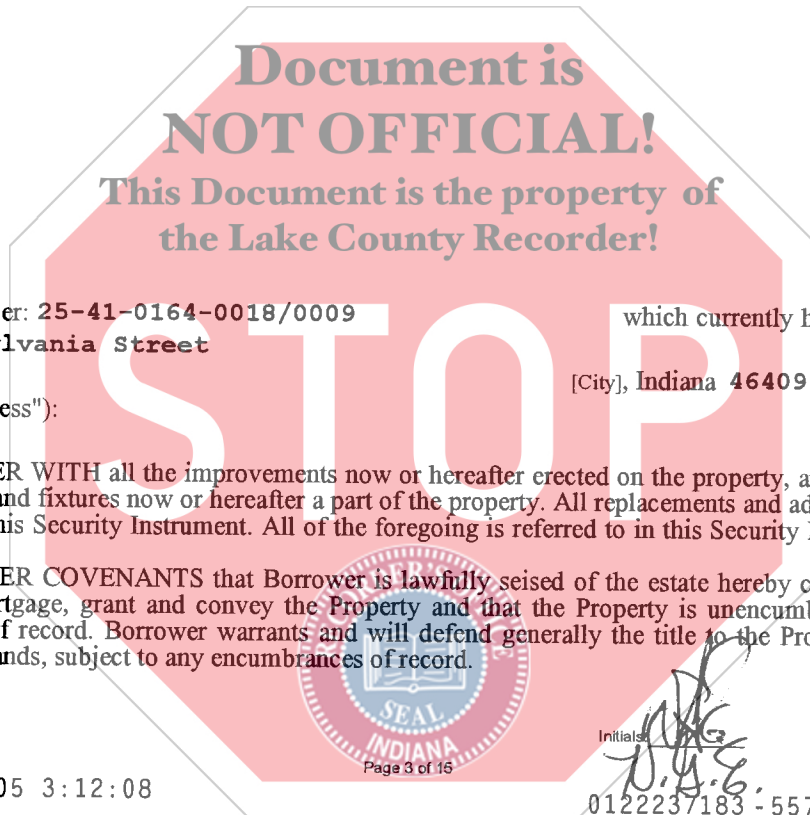 Document is
NOT OFFICIAL!
This Document is the property of
the Lake County Recorder!
er: 25-41-0164-0018/0009 which currently h
lvania Street
[City], Indiana 46409
ess"):
STOP
ER WITH all the improvements now or hereafter erected on the property, a
and fixtures now or hereafter a part of the property. All replacements and ad
his Security Instrument. All of the foregoing is referred to in this Security
ER COVENANTS that Borrower is lawfully seised of the estate hereby c
rtgage, grant and convey the Property and that the Property is unencumb
f record. Borrower warrants and will defend generally the title to the Pro
ands, subject to any encumbrances of record.
SEAL
INDIANA
Initials
Page 3 of 15
D.G.E.
05 3:12:08
0122237183 - 557